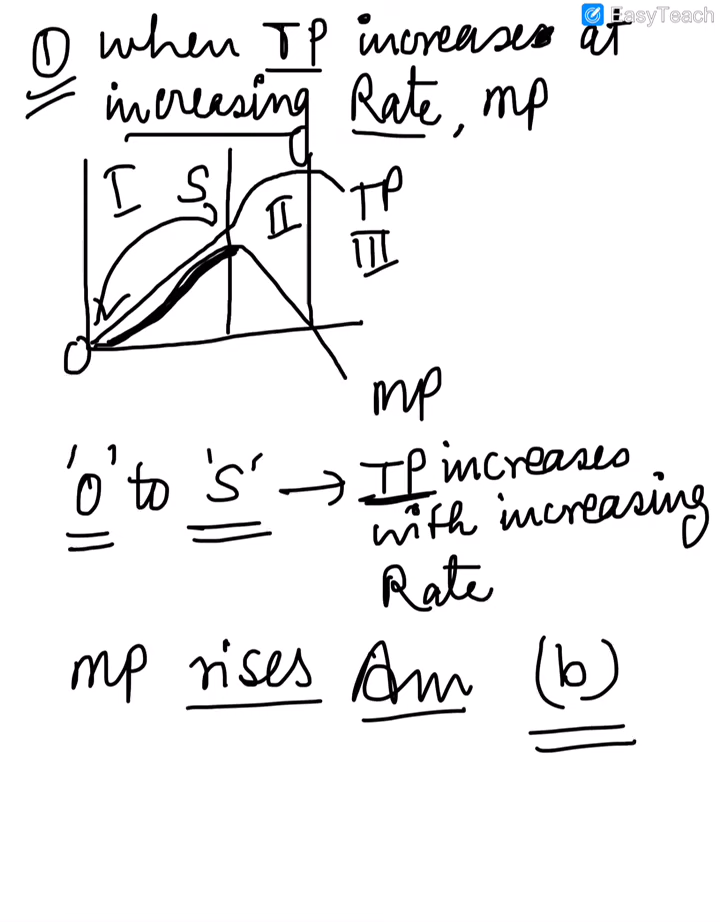 EasyTeach
① when TP increases at
increasing Rate, mp
I S II TP
III
O
mp
'O' to 'S' → TP increases
with increasing
Rate
mp rises Ans (b)